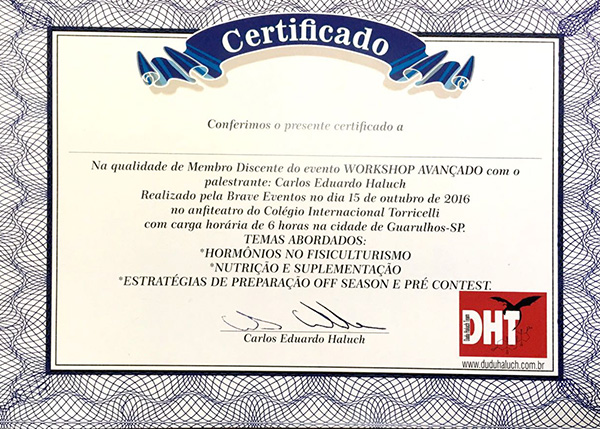 Certificado
Conferimos o presente certificado a
Na qualidade de Membro Discente do evento WORKSHOP AVANÇADO com o
palestrante: Carlos Eduardo Haluch
Realizado pela Brave Eventos no dia 15 de outubro de 2016
no anfiteatro do Colégio Internacional Torricelli
com carga horária de 6 horas na cidade de Guarulhos-SP.
TEMAS ABORDADOS:
*HORMÔNIOS NO FISICULTURISMO
*NUTRIÇÃO E SUPLEMENTAÇÃO
*ESTRATÉGIAS DE PREPARAÇÃO OFF SEASON E PRÉ CONTEST.
Carlos Eduardo Haluch
Dudu Haluch Team
DHT
www.duduhaluch.com.br